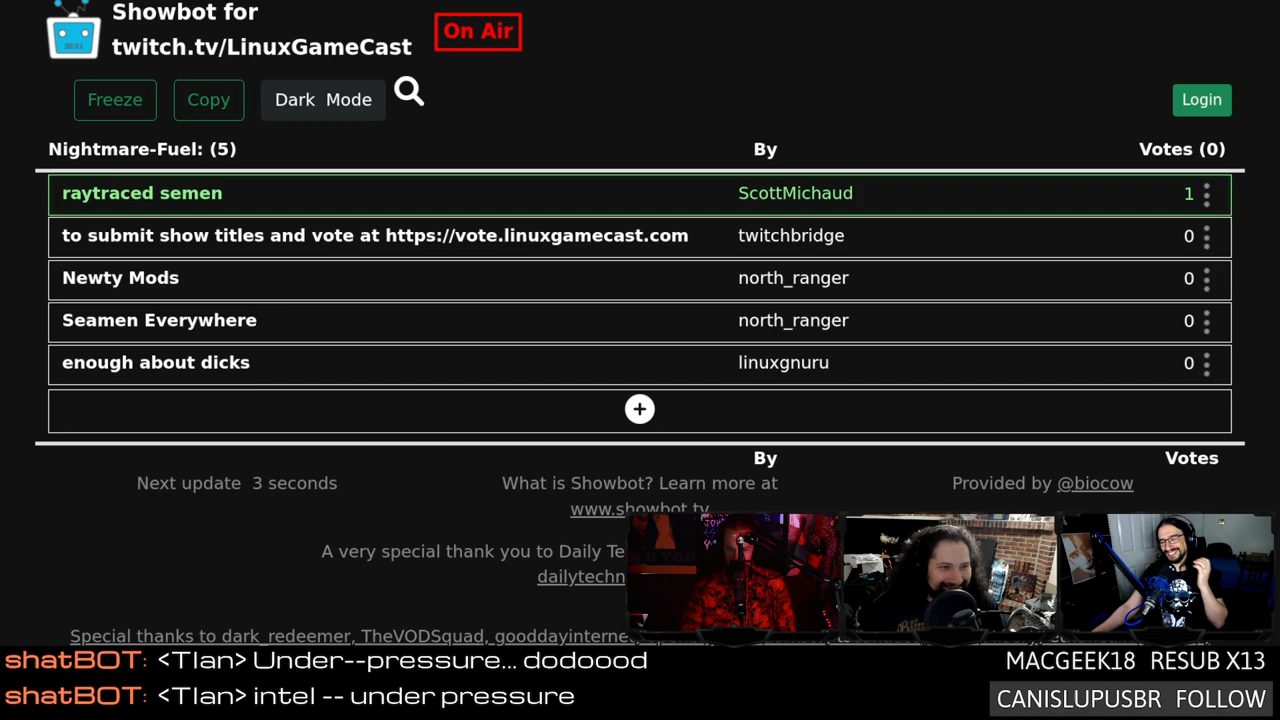 Showbot for
twitch.tv/LinuxGameCast
On Air
Freeze
Copy
Dark Mode
Login
Nightmare-Fuel: (5) By Votes (0)
raytraced semen ScottMichaud 1
to submit show titles and vote at https://vote.linuxgamecast.com twitchbridge 0
Newty Mods north_ranger 0
Seamen Everywhere north_ranger 0
enough about dicks linuxgnuru 0
By Votes
Next update 3 seconds
What is Showbot? Learn more at
www.showbot.tv
Provided by @biocow
A very special thank you to Daily Te
dailytechn
Special thanks to dark_redeemer, TheVODSquad, gooddayinterne
shatBOT: <Tlan> Under--pressure... dodoood
shatBOT: <Tlan> intel -- under pressure
MACGEEK18 RESUB X13
CANISLUPUSBR FOLLOW